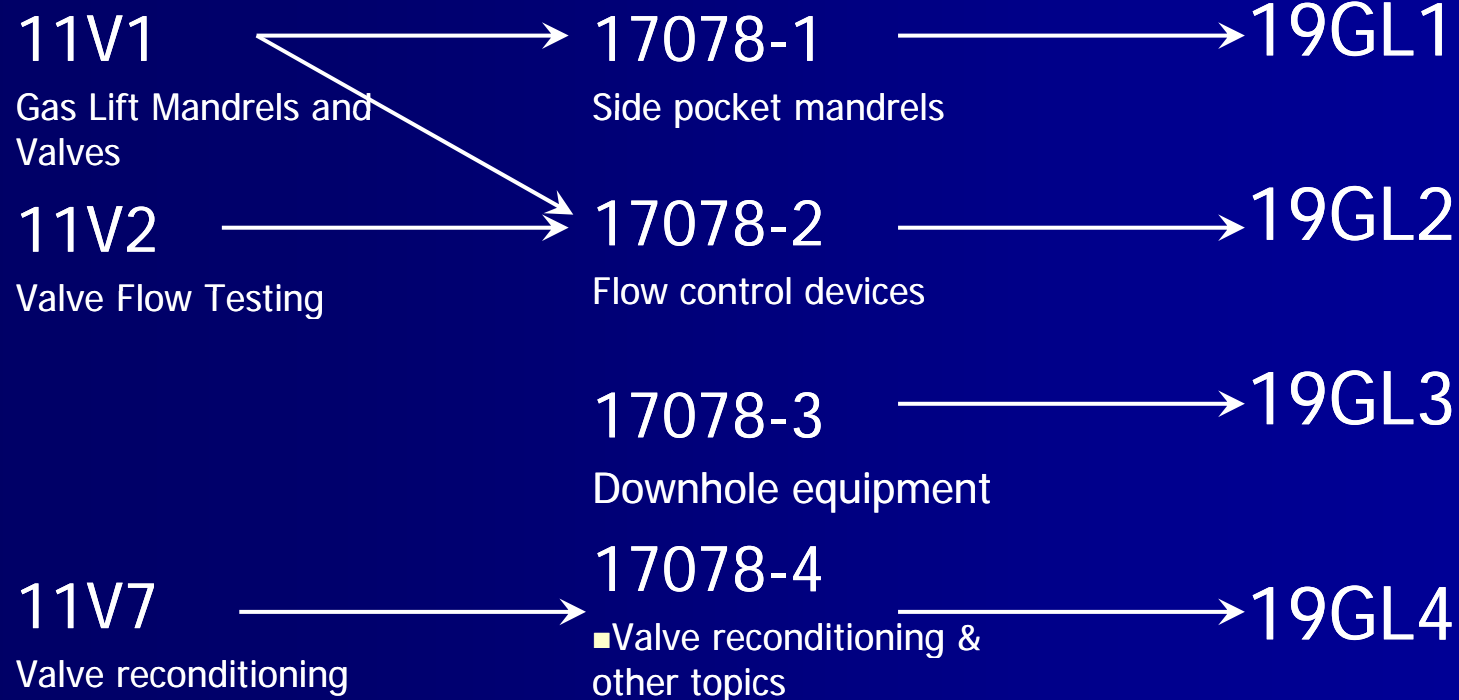 11V1
17078-1
19GL1
Gas Lift Mandrels and
Valves
Side pocket mandrels
11V2
17078-2
19GL2
Valve Flow Testing
Flow control devices
17078-3
19GL3
Downhole equipment
11V7
17078-4
19GL4
Valve reconditioning
■Valve reconditioning &
other topics